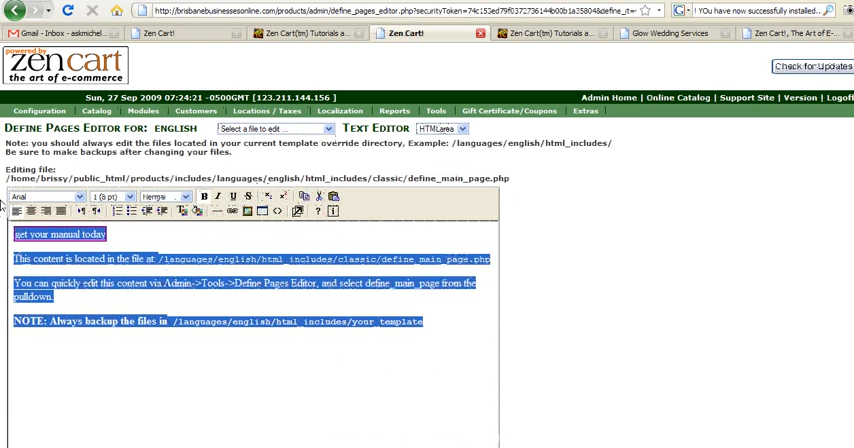 http://brisbanebusinessesonline.com/products/admin/define_pages_editor.php?securityToken=74c153ed79f0372736144b00b1a35804&define_it=
! YOU have now successfully installed..
Gmail - Inbox - askmichel...
Zen Cart!
Zen Cart(tm) Tutorials a...
Zen Cart!
Zen Cart(tm) Tutorials a...
Glow Wedding Services
Zen Cart!, The Art of E-...
powered by
zen cart
the art of e-commerce
Check for Updates
Sun, 27 Sep 2009 07:24:21 -0500GMT [123.211.144.156 ]
Admin Home | Online Catalog | Support Site | Version | Logoff
Configuration Catalog Modules Customers Locations / Taxes Localization Reports Tools Gift Certificate/Coupons Extras
DEFINE PAGES EDITOR FOR: ENGLISH
Select a file to edit ...
TEXT EDITOR
HTMLarea
Note: you should always edit the files located in your current template override directory, Example: /languages/english/html_includes/
Be sure to make backups after changing your files.
Editing file:
/home/brissy/public_html/products/includes/languages/english/html_includes/classic/define_main_page.php
Arial 1 (8 pt) Normal B I U S
get your manual today
This content is located in the file at: /languages/english/html_includes/classic/define_main_page.php
You can quickly edit this content via Admin->Tools->Define Pages Editor, and select define_main_page from the
pulldown.
NOTE: Always backup the files in /languages/english/html_includes/your_template